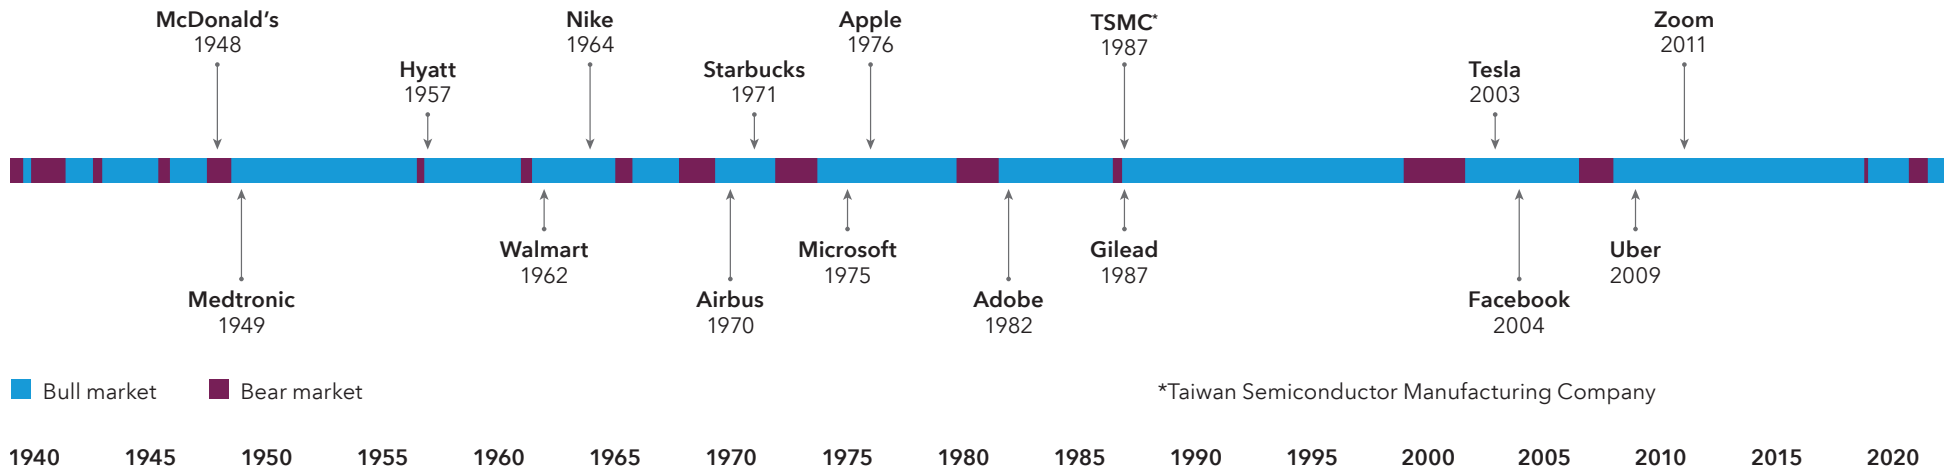 McDonald's
1948
Nike
1964
Apple
1976
TSMC*
1987
Zoom
2011
Hyatt
1957
Starbucks
1971
Tesla
2003
Walmart
1962
Microsoft
1975
Gilead
1987
Uber
2009
Medtronic
1949
Airbus
1970
Adobe
1982
Facebook
2004
Bull market
Bear market
*Taiwan Semiconductor Manufacturing Company
1940 1945 1950 1955 1960 1965 1970 1975 1980 1985 1990 1995 2000 2005 2010 2015 2020